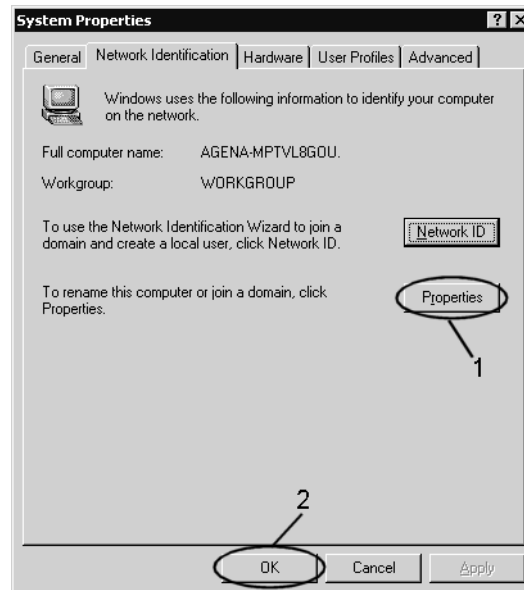 System Properties
General Network Identification Hardware User Profiles Advanced
Windows uses the following information to identify your computer
on the network.
Full computer name: AGENA-MPTVL8GOU.
Workgroup: WORKGROUP
To use the Network Identification Wizard to join a
domain and create a local user, click Network ID.
Network ID
To rename this computer or join a domain, click
Properties.
Properties
1
2
OK Cancel Apply